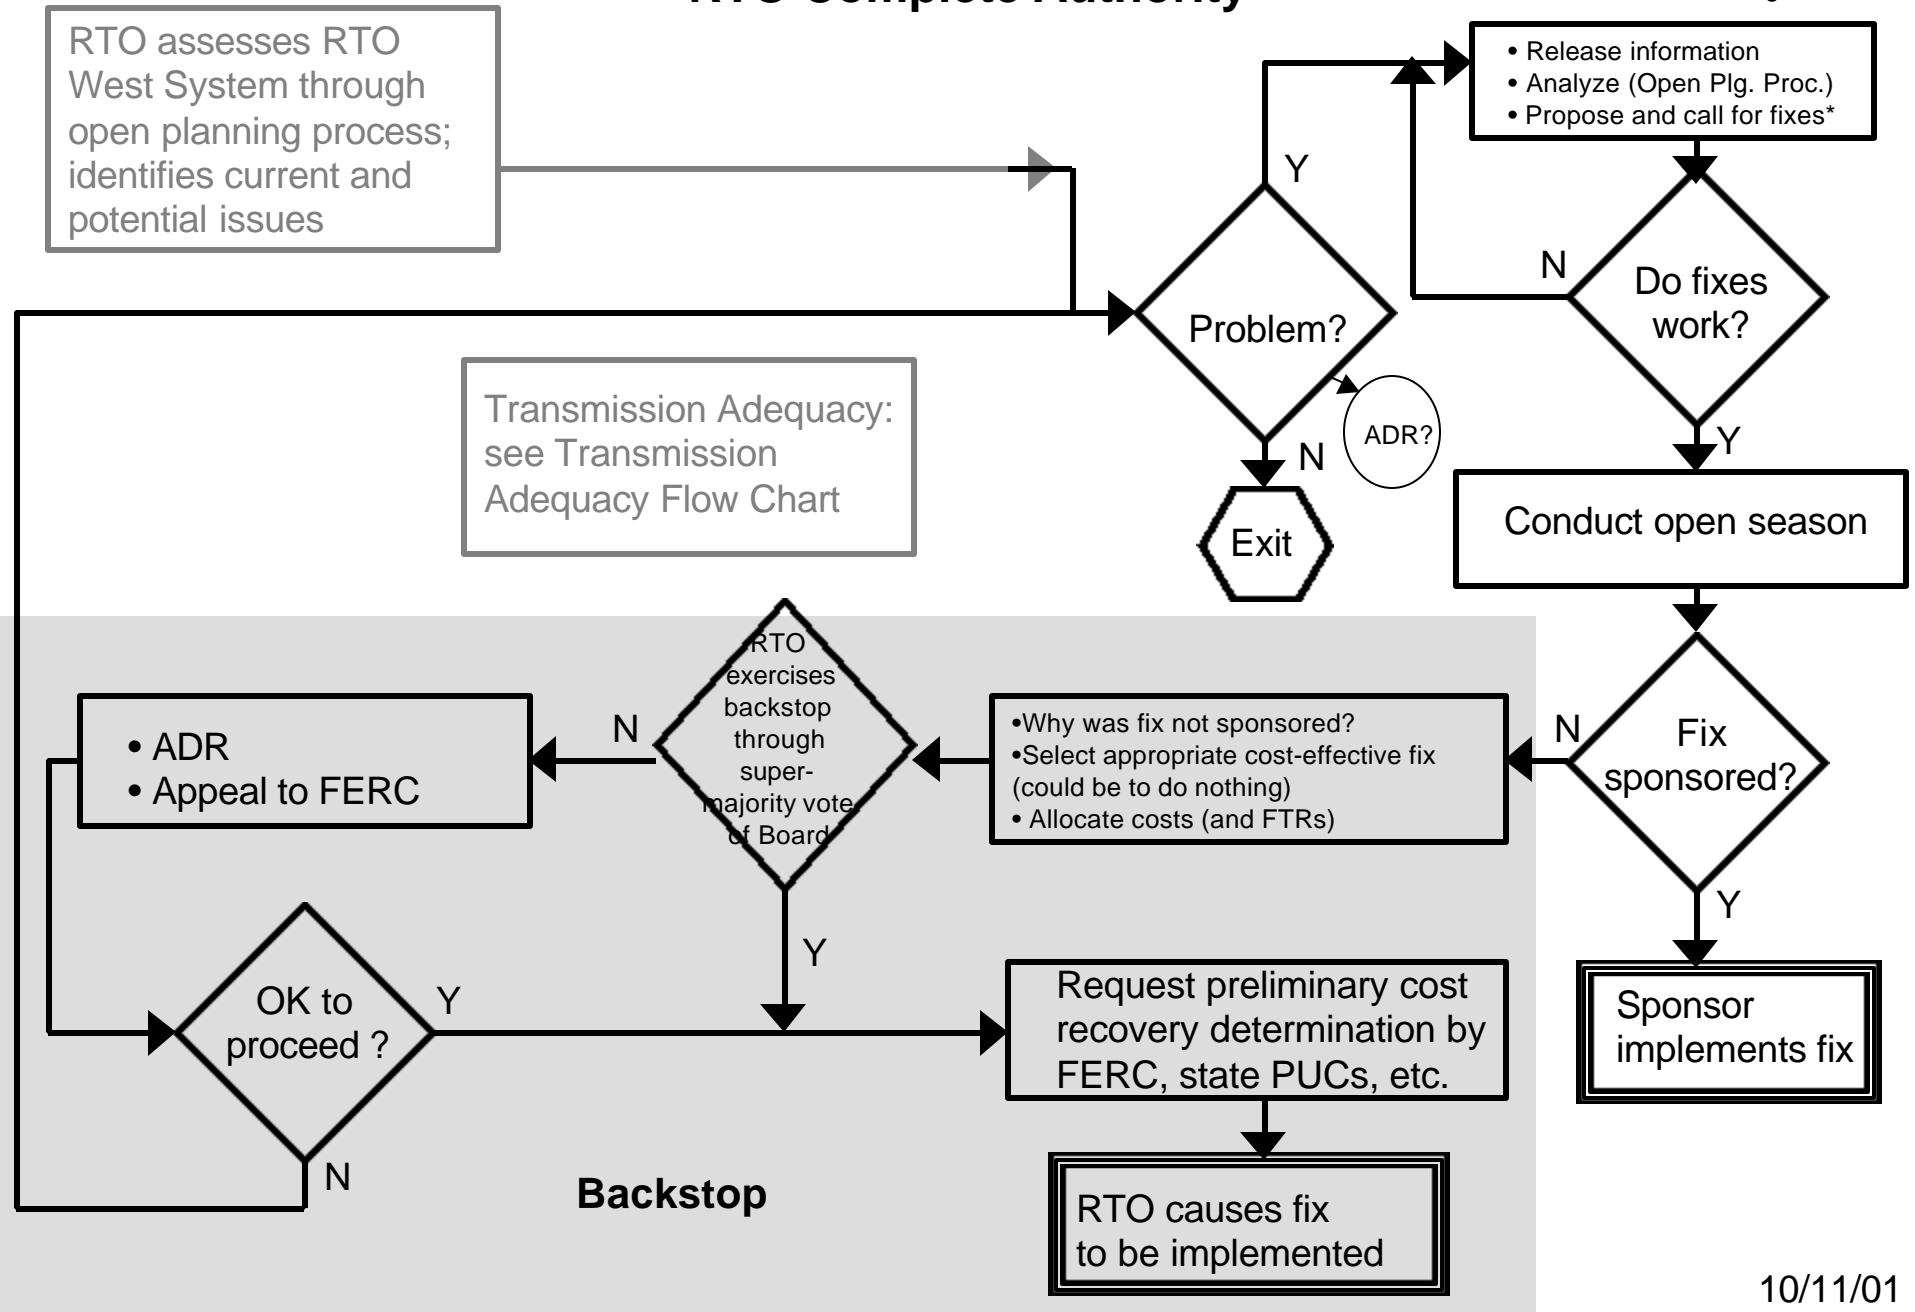 RTO Complete Authority
RTO assesses RTO
West System through
open planning process;
identifies current and
potential issues
• Release information
• Analyze (Open Plg. Proc.)
• Propose and call for fixes*
Y
N
Do fixes
work?
Problem?
Transmission Adequacy:
see Transmission
Adequacy Flow Chart
ADR?
N
Y
Exit
Conduct open season
RTO
exercises
backstop
through
super-
majority vote
of Board
N
• ADR
• Appeal to FERC
•Why was fix not sponsored?
•Select appropriate cost-effective fix
(could be to do nothing)
• Allocate costs (and FTRs)
N
Fix
sponsored?
Y
Y
OK to
proceed ?
Y
Request preliminary cost
recovery determination by
FERC, state PUCs, etc.
Sponsor
implements fix
N
Backstop
RTO causes fix
to be implemented
10/11/01